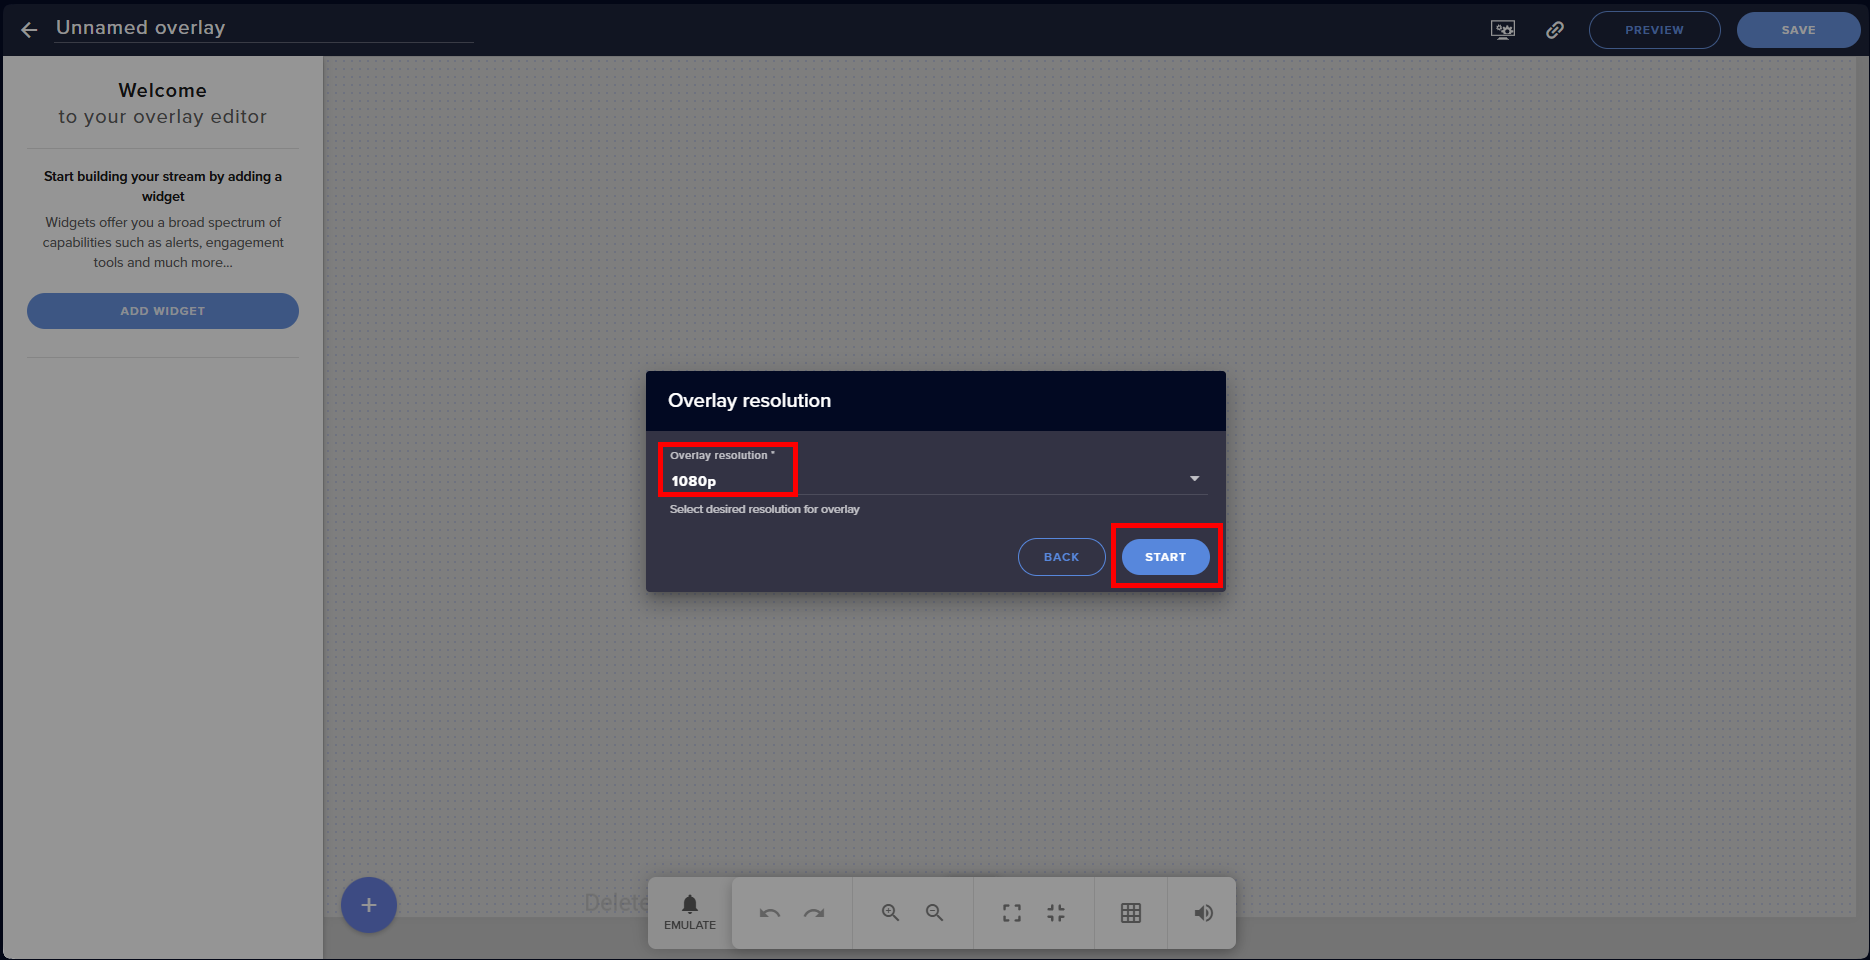 Unnamed overlay
PREVIEW
SAVE
Welcome
to your overlay editor
Start building your stream by adding a
widget
Widgets offer you a broad spectrum of
capabilities such as alerts, engagement
tools and much more...
ADD WIDGET
Overlay resolution
Overlay resolution *
1080p
Select desired resolution for overlay
BACK
START
+
Delete
EMULATE